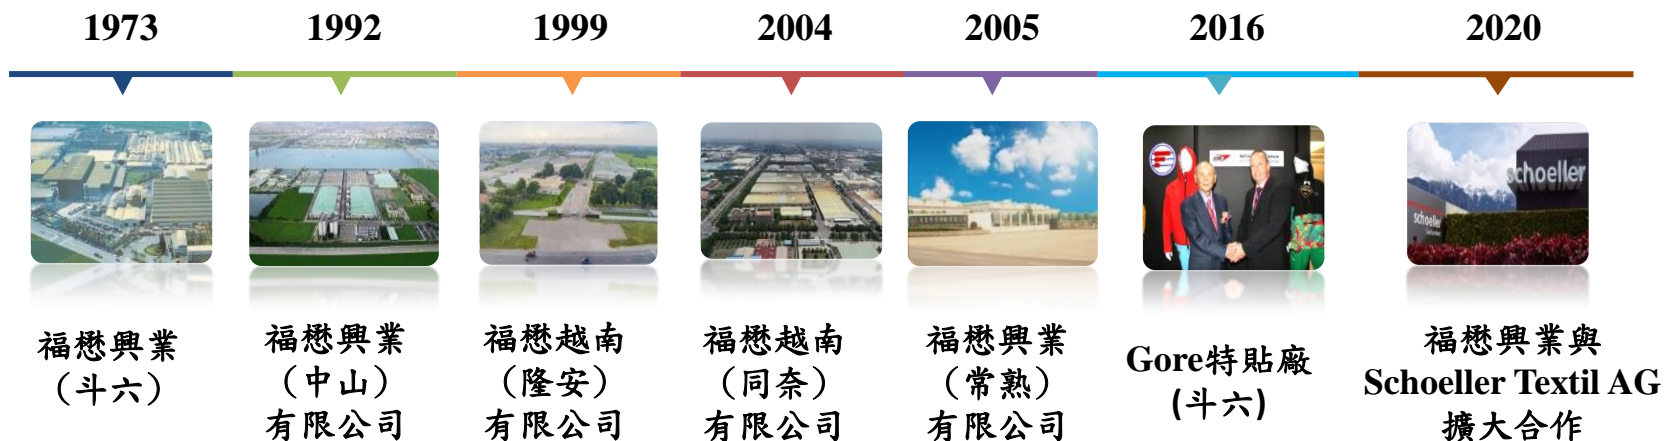 1973
1992
1999
2004
2005
2016
2020
schoeller
schoeller
福懋興業
（斗六）
福懋興業
（中山）
有限公司
福懋越南
（隆安）
有限公司
福懋越南
（同奈）
有限公司
福懋興業
（常熟）
有限公司
Gore特貼廠
(斗六)
福懋興業與
Schoeller Textil AG
擴大合作